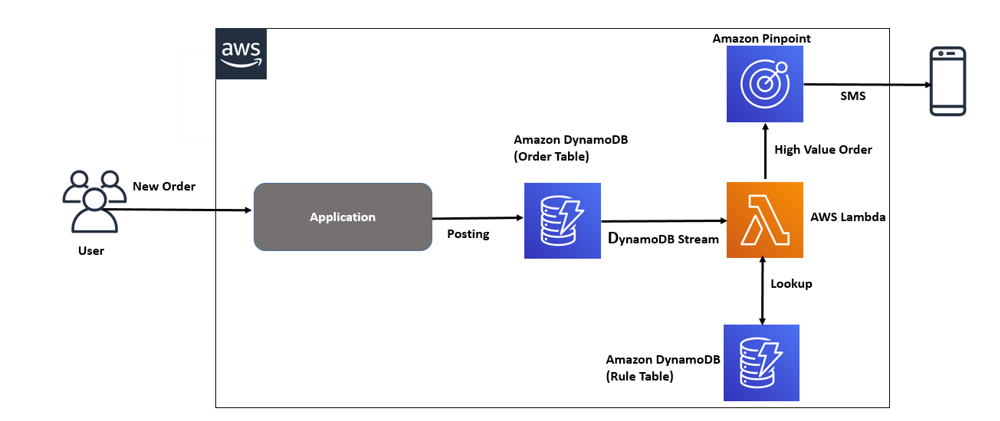 aws
Amazon Pinpoint
SMS
Amazon DynamoDB
(Order Table)
High Value Order
New Order
Application
AWS Lambda
Posting
DynamoDB Stream
User
Lookup
Amazon DynamoDB
(Rule Table)